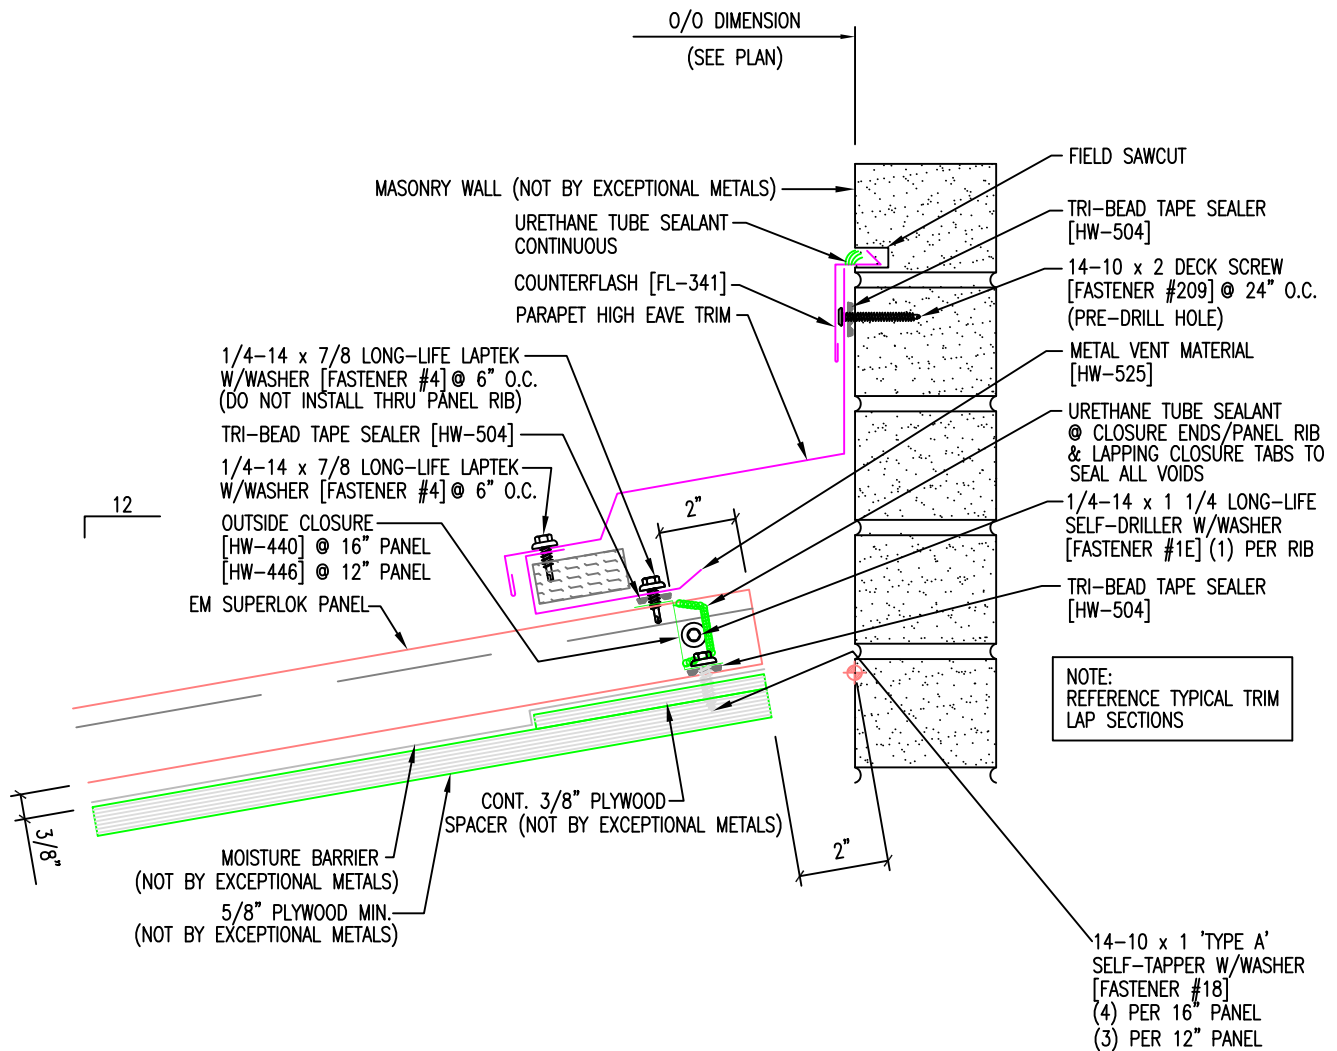 O/O DIMENSION
(SEE PLAN)
MASONRY WALL (NOT BY EXCEPTIONAL METALS)
URETHANE TUBE SEALANT
CONTINUOUS
COUNTERFLASH [FL-341]
PARAPET HIGH EAVE TRIM
1/4-14 x 7/8 LONG-LIFE LAPTEK
W/WASHER [FASTENER #4] @ 6" O.C.
(DO NOT INSTALL THRU PANEL RIB)
TRI-BEAD TAPE SEALER [HW-504]
1/4-14 x 7/8 LONG-LIFE LAPTEK
W/WASHER [FASTENER #4] @ 6" O.C.
OUTSIDE CLOSURE
[HW-440] @ 16" PANEL
[HW-446] @ 12" PANEL
EM SUPERLOK PANEL
12
2"
FIELD SAWCUT
TRI-BEAD TAPE SEALER
[HW-504]
14-10 x 2 DECK SCREW
[FASTENER #209] @ 24" O.C.
(PRE-DRILL HOLE)
METAL VENT MATERIAL
[HW-525]
URETHANE TUBE SEALANT
@ CLOSURE ENDS/PANEL RIB
& LAPPING CLOSURE TABS TO
SEAL ALL VOIDS
1/4-14 x 1 1/4 LONG-LIFE
SELF-DRILLER W/WASHER
[FASTENER #1E] (1) PER RIB
TRI-BEAD TAPE SEALER
[HW-504]
NOTE:
REFERENCE TYPICAL TRIM
LAP SECTIONS
3/8"
CONT. 3/8" PLYWOOD
SPACER (NOT BY EXCEPTIONAL METALS)
MOISTURE BARRIER
(NOT BY EXCEPTIONAL METALS)
5/8" PLYWOOD MIN.
(NOT BY EXCEPTIONAL METALS)
2"
14-10 x 1 'TYPE A'
SELF-TAPPER W/WASHER
[FASTENER #18]
(4) PER 16" PANEL
(3) PER 12" PANEL